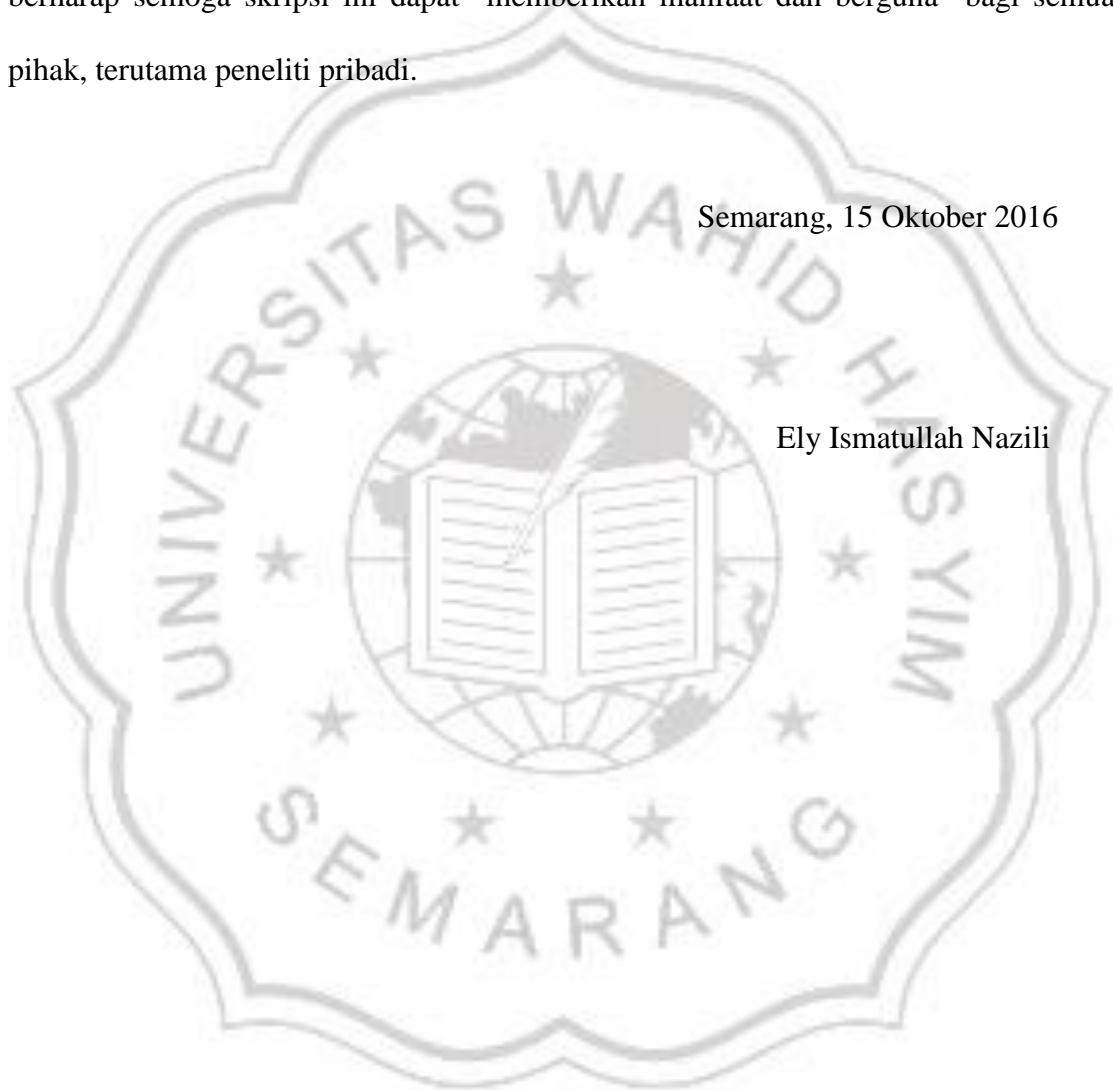 berharap semoga skripsi ini dapat memberikan manfaat dan berguna bagi semua
pihak, terutama peneliti pribadi.
Semarang, 15 Oktober 2016
Ely Ismatullah Nazili
UNIVERSITAS WAHID HASYIM
SEMARANG